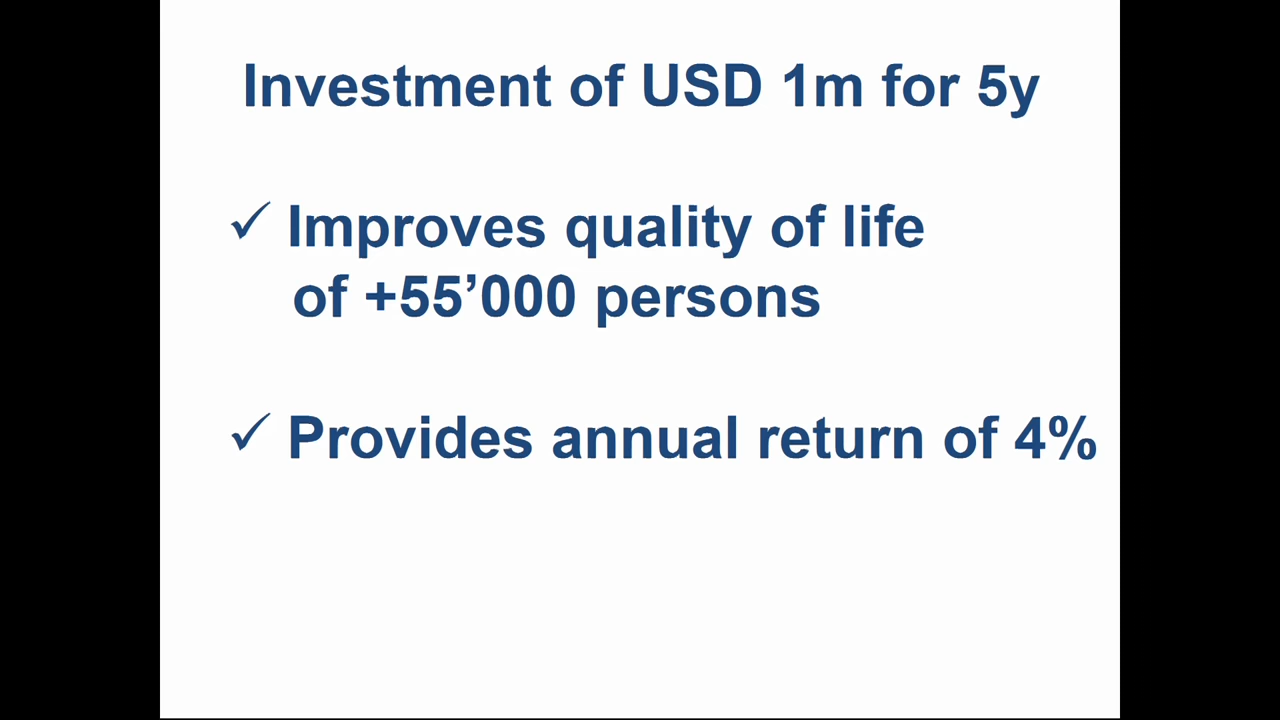 Investment of USD 1m for 5y
✓ Improves quality of life
of +55’000 persons
✓ Provides annual return of 4%